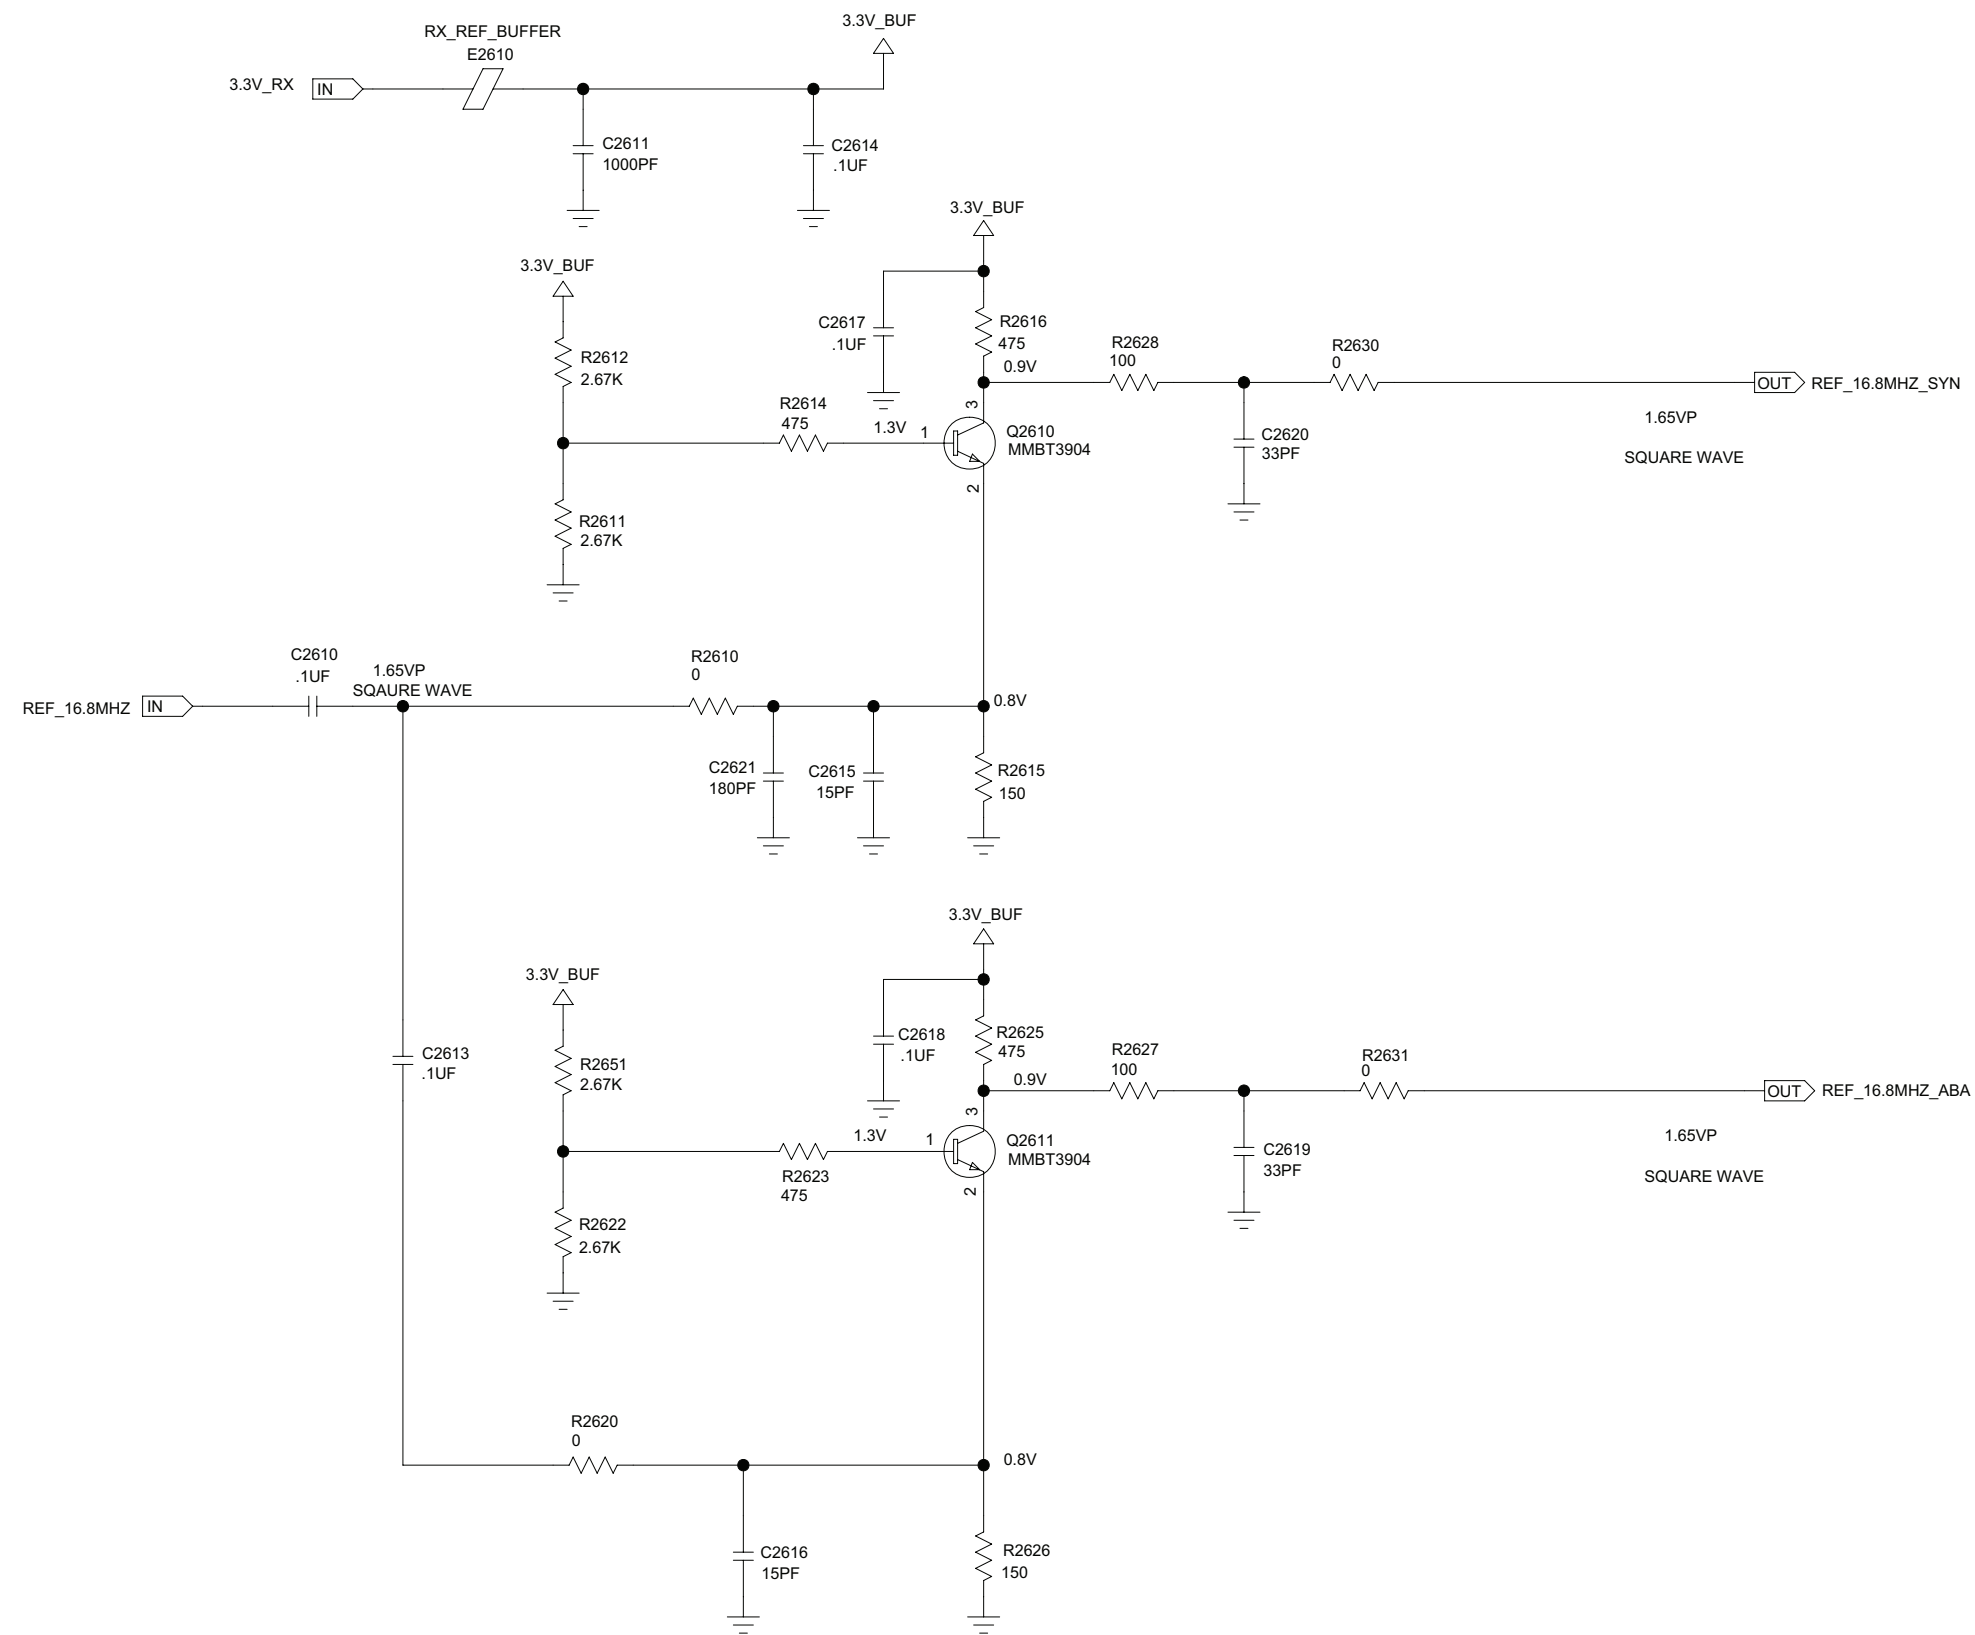 RX_REF_BUFFER
E2610
3.3V_BUF
3.3V_RX
IN
C2611
1000PF
C2614
.1UF
3.3V_BUF
3.3V_BUF
C2617
.1UF
R2616
475
0.9V
R2612
2.67K
R2628
100
R2630
0
OUT
REF_16.8MHZ_SYN
1.65VP
SQUARE WAVE
R2614
475
1.3V
1
3
2
Q2610
MMBT3904
C2620
33PF
R2611
2.67K
C2610
.1UF
1.65VP
SQAURE WAVE
R2610
0
REF_16.8MHZ
IN
0.8V
C2621
180PF
C2615
15PF
R2615
150
3.3V_BUF
3.3V_BUF
C2618
.1UF
R2625
475
0.9V
C2613
.1UF
R2651
2.67K
R2627
100
R2631
0
OUT
REF_16.8MHZ_ABA
1.65VP
SQUARE WAVE
1.3V
1
3
2
Q2611
MMBT3904
R2623
475
C2619
33PF
R2622
2.67K
R2620
0
0.8V
C2616
15PF
R2626
150